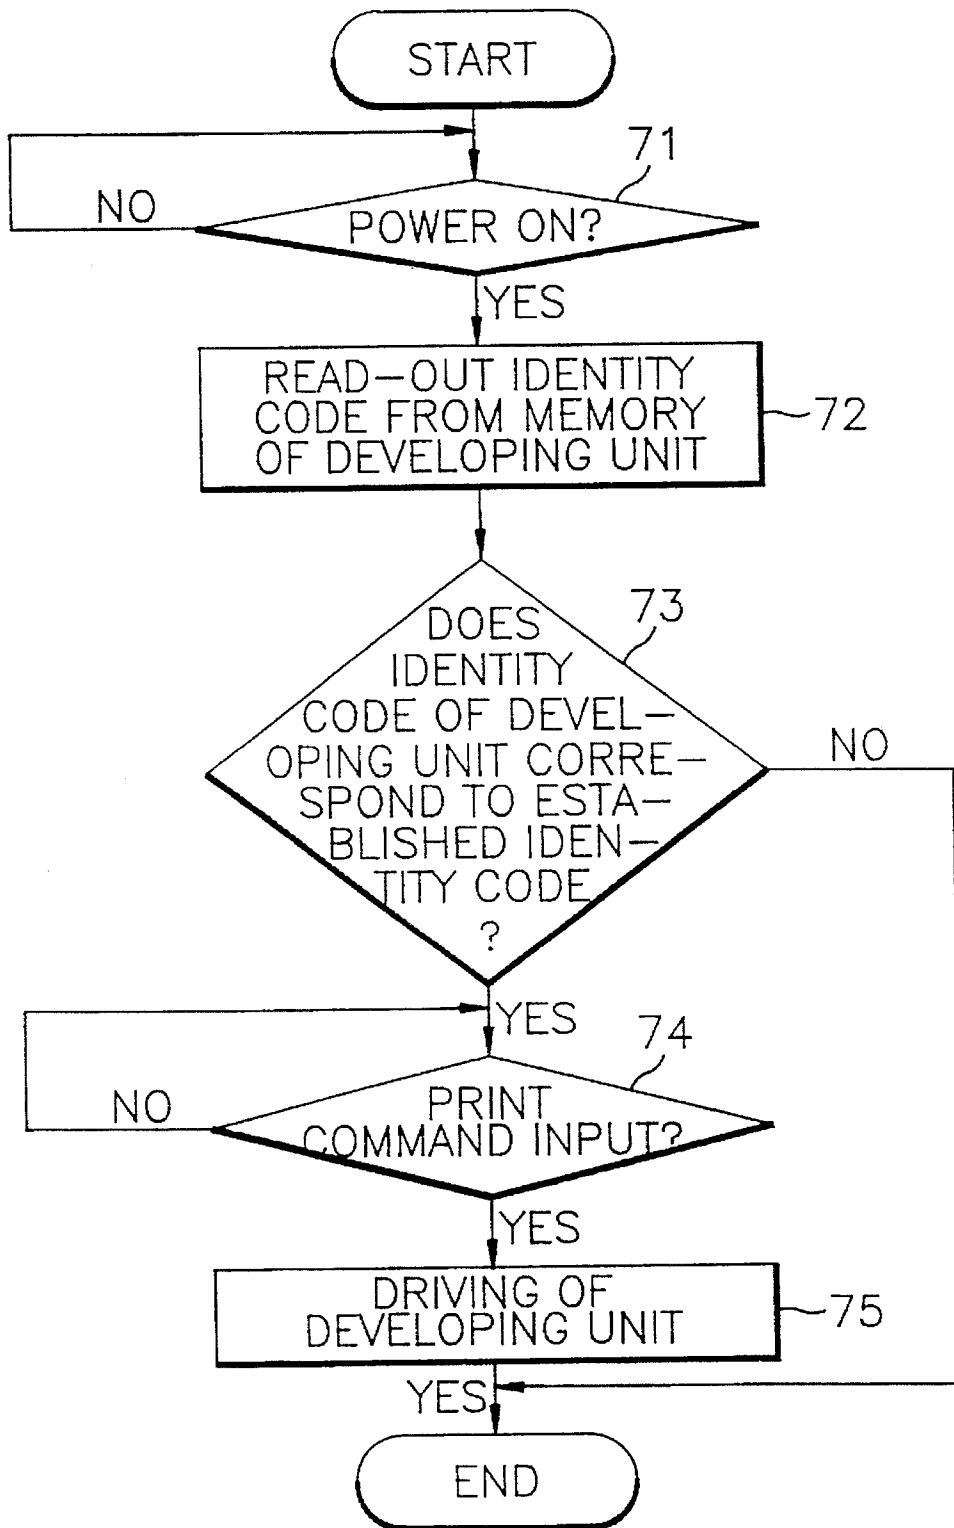 START
71
NO
POWER ON?
YES
READ-OUT IDENTITY
CODE FROM MEMORY
OF DEVELOPING UNIT
72
73
DOES
IDENTITY
CODE OF DEVEL-
OPING UNIT CORRE-
SPOND TO ESTA-
BLISHED IDEN-
TITY CODE
?
NO
YES
74
NO
PRINT
COMMAND INPUT?
YES
DRIVING OF
DEVELOPING UNIT
75
YES
END